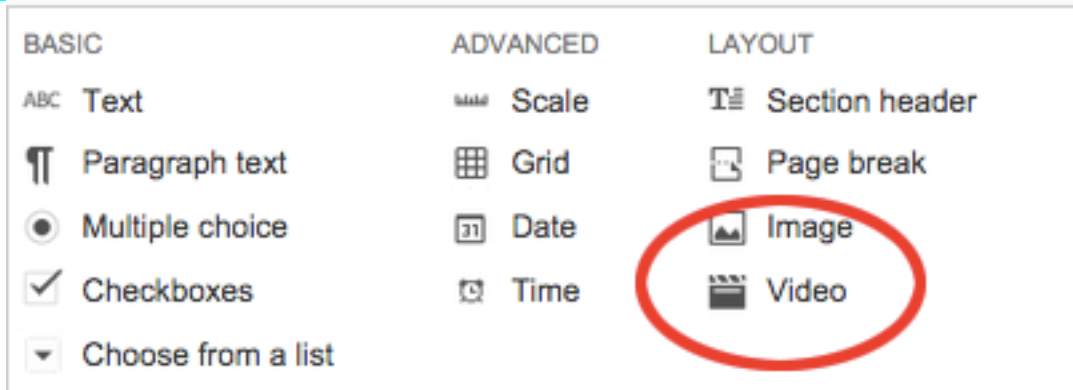 BASIC ADVANCED LAYOUT
ABC Text Scale Section header
Paragraph text Grid Page break
Multiple choice 31 Date Image
Checkboxes Time Video
Choose from a list